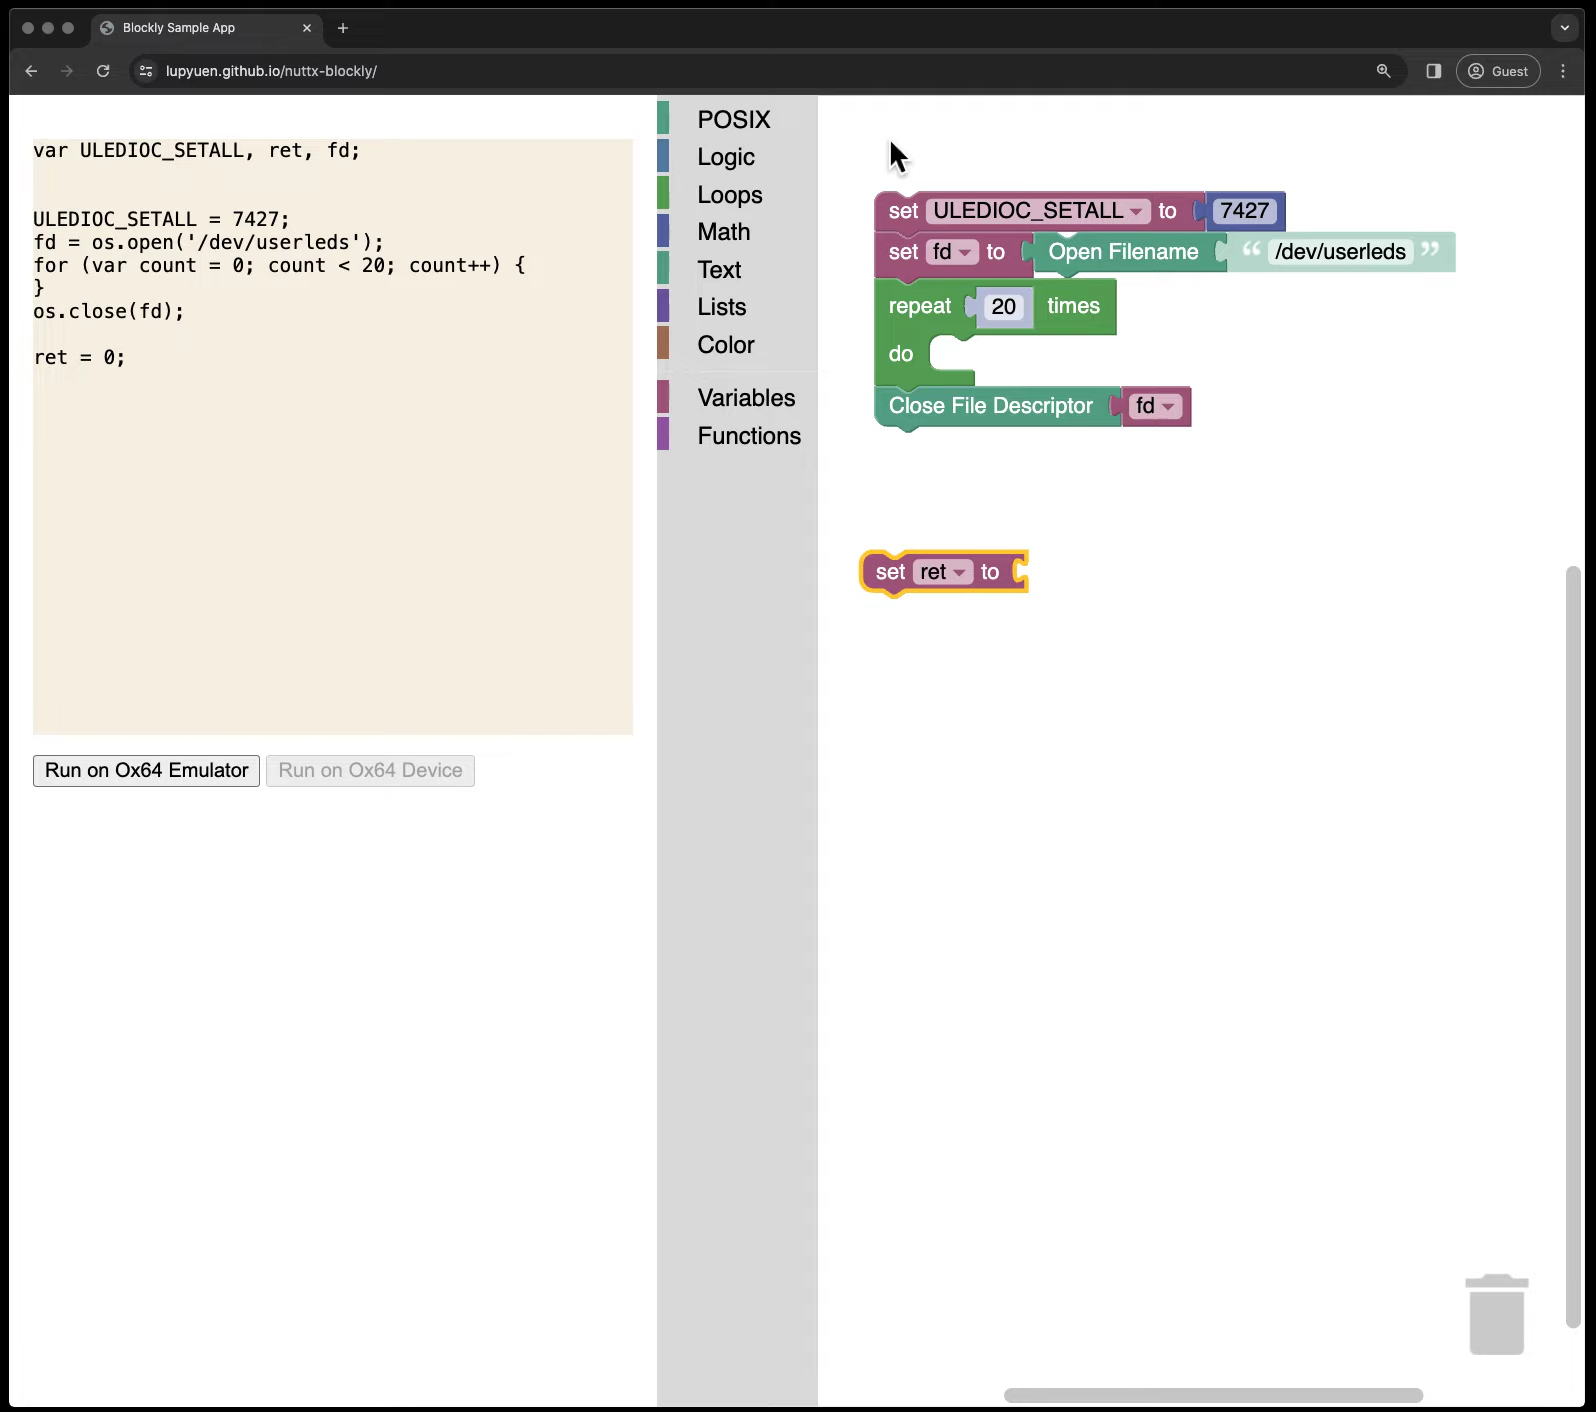 Blockly Sample App
lupyuen.github.io/nuttx-blockly/
Guest
var ULEDIOC_SETALL, ret, fd;
ULEDIOC_SETALL = 7427;
fd = os.open('/dev/userleds');
for (var count = 0; count < 20; count++) {
}
os.close(fd);
ret = 0;
Run on Ox64 Emulator
Run on Ox64 Device
POSIX
Logic
Loops
Math
Text
Lists
Color
Variables
Functions
set ULEDIOC_SETALL to 7427
set fd to Open Filename “ /dev/userleds ”
repeat 20 times
do
Close File Descriptor fd
set ret to